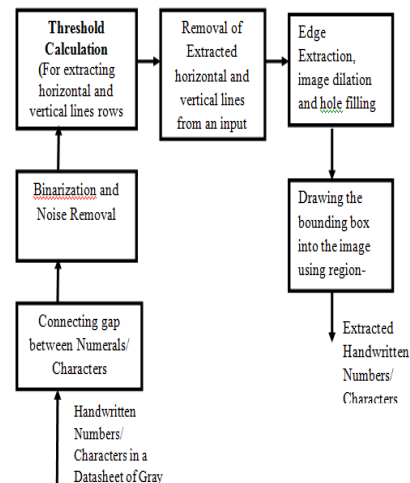 Threshold
Calculation
(For extracting
horizontal and
vertical lines rows
Removal of
Extracted
horizontal and
vertical lines
from an input
Edge
Extraction,
image dilation
and hole filling
Binarization and
Noise Removal
Drawing the
bounding box
into the image
using region-
Connecting gap
between Numerals/
Characters
Extracted
Handwritten
Numbers/
Characters
Handwritten
Numbers/
Characters in a
Datasheet of Gray